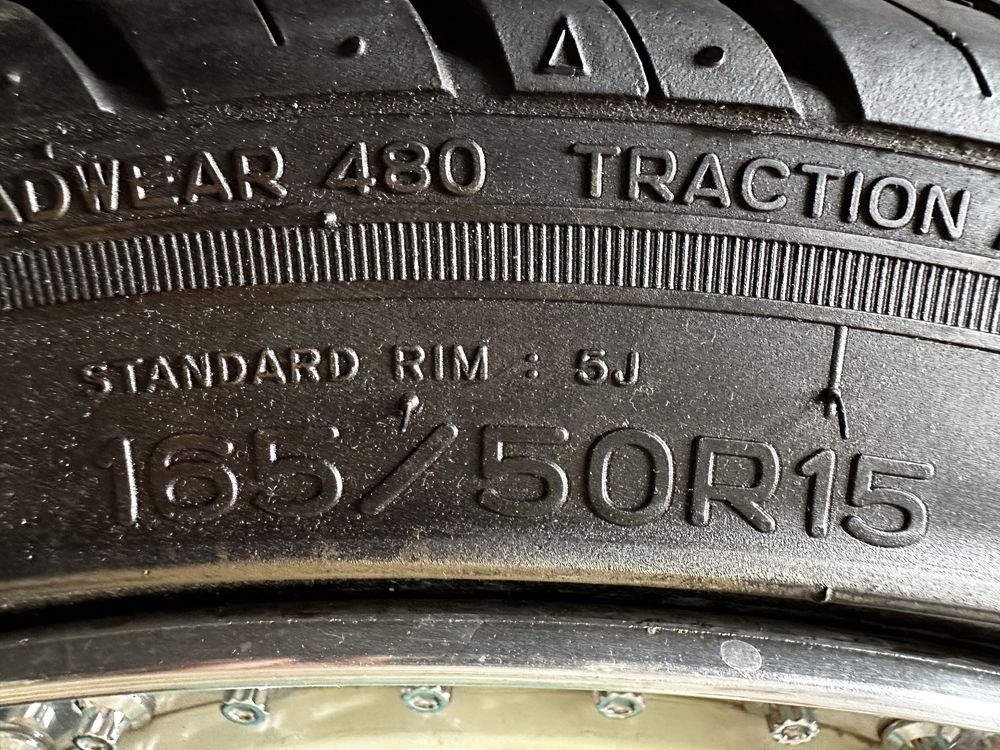 ADWEAR 480 TRACTION
STANDARD RIM : 5J
165/50R15